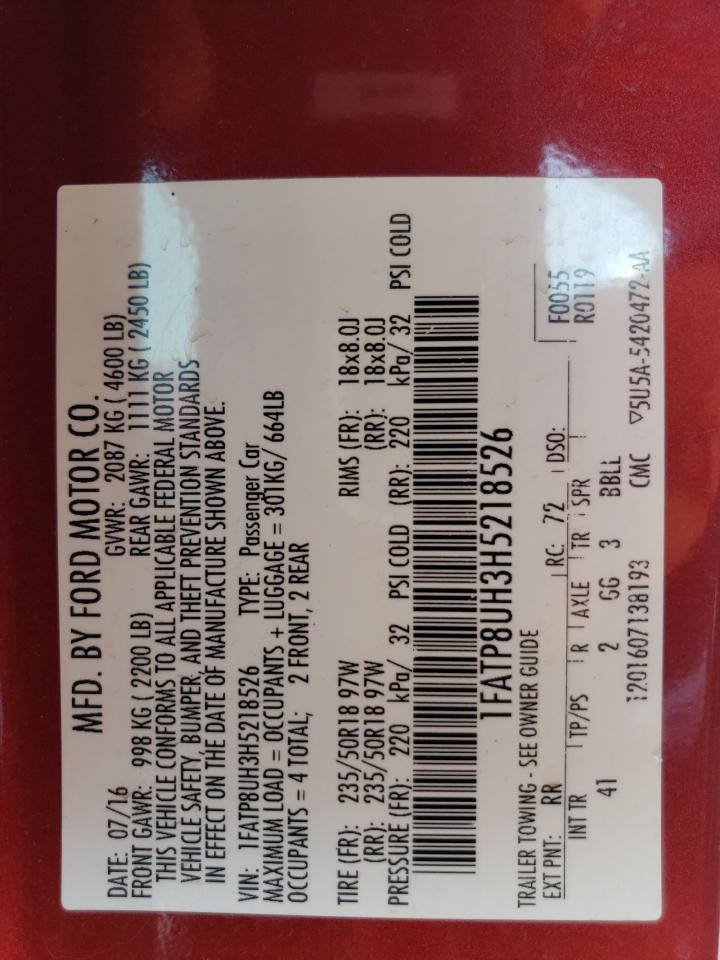 MFD. BY FORD MOTOR CO.
DATE: 07/16 GVWR: 2087 KG ( 4600 LB)
FRONT GAWR: 998 KG ( 2200 LB) REAR GAWR: 1111 KG ( 2450 LB)
THIS VEHICLE CONFORMS TO ALL APPLICABLE FEDERAL MOTOR
VEHICLE SAFETY, BUMPER, AND THEFT PREVENTION STANDARDS
IN EFFECT ON THE DATE OF MANUFACTURE SHOWN ABOVE.
VIN: 1FATP8UH3H5218526 TYPE: Passenger Car
MAXIMUM LOAD = OCCUPANTS + LUGGAGE = 301KG/ 664LB
OCCUPANTS = 4 TOTAL; 2 FRONT, 2 REAR
TIRE (FR): 235/50R18 97W RIMS (FR): 18x8.0J
(RR): 235/50R18 97W (RR): 18x8.0J
PRESSURE (FR): 220 kPa/ 32 PSI COLD (RR): 220 kPa/ 32 PSI COLD
1FATP8UH3H5218526
TRAILER TOWING - SEE OWNER GUIDE
EXT PNT: RR RC: 72 DSO: F0055
R0119
INT TR TP/PS R AXLE TR SPR
41 2 GG 3 BBLL
1201607138193 CMC ▽5U5A-5420472-AA